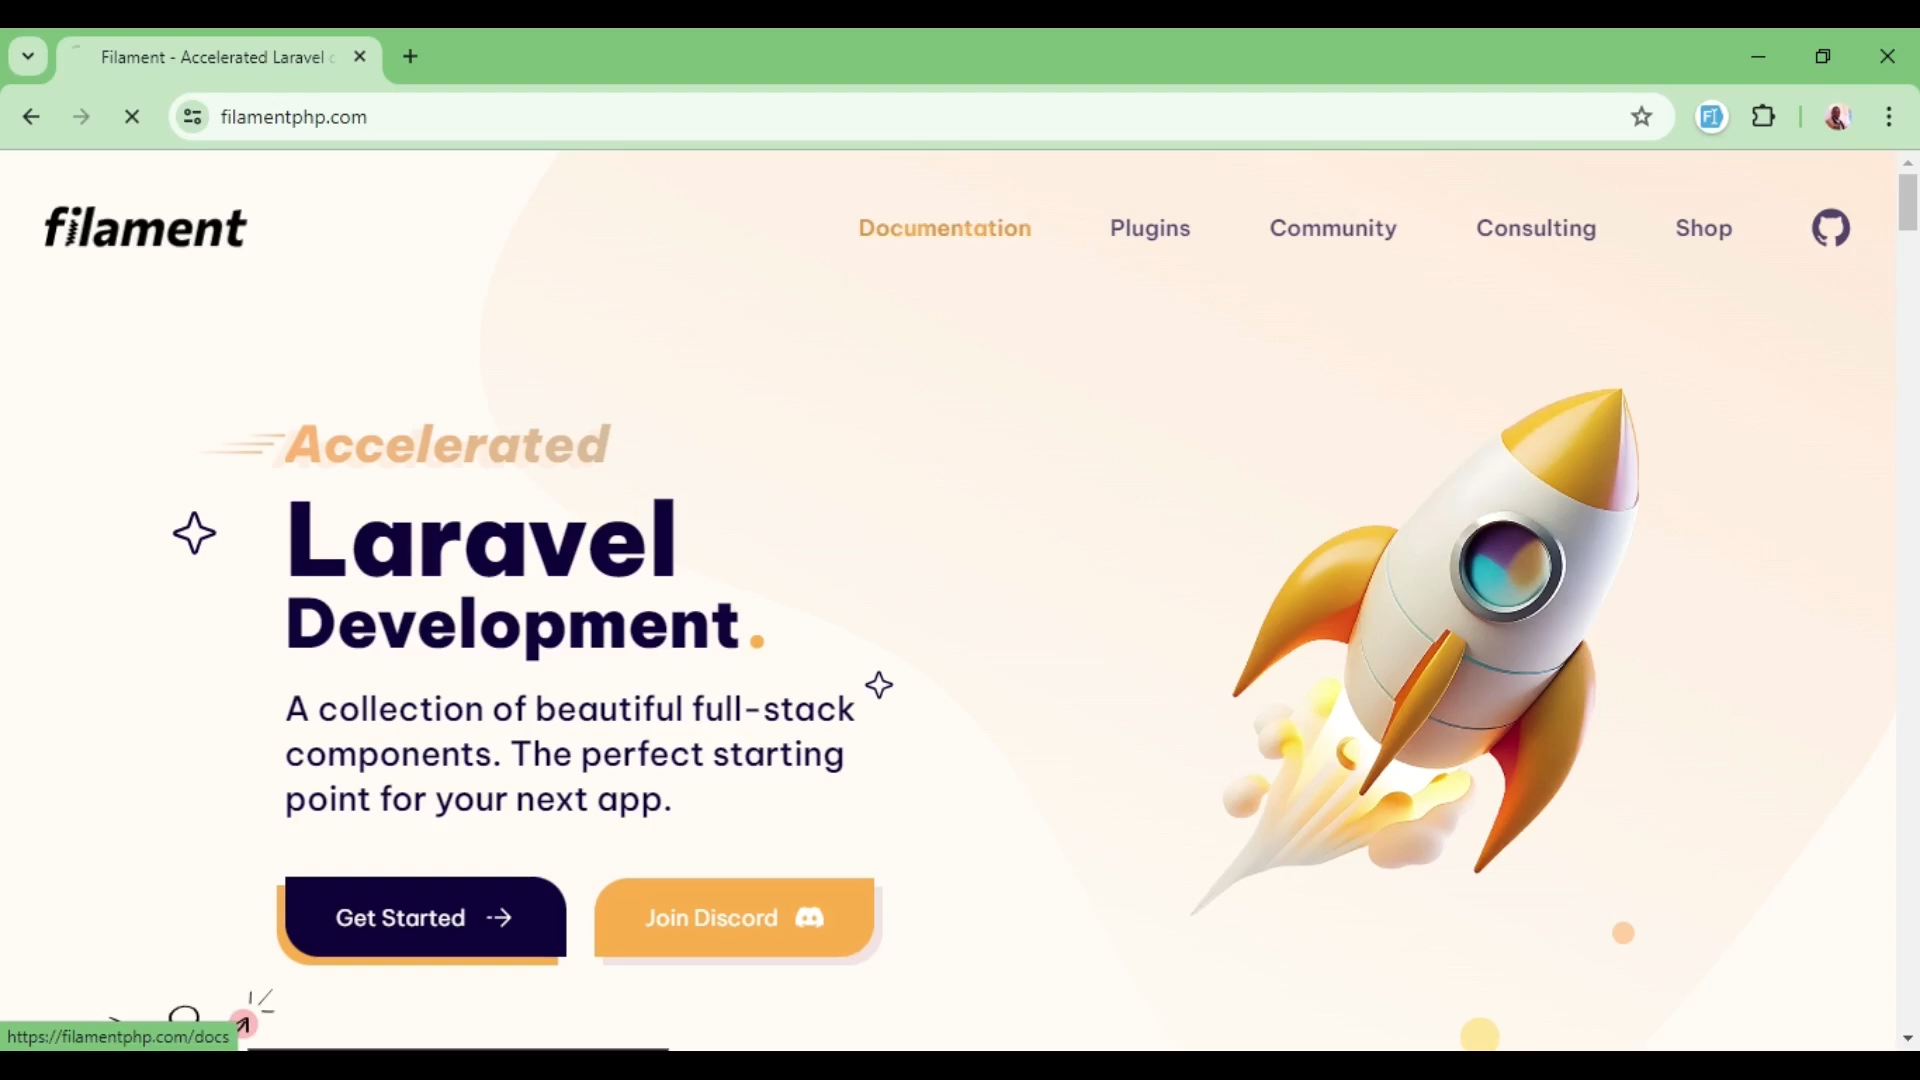 Filament - Accelerated Laravel
filamentphp.com
filament
Documentation
Plugins
Community
Consulting
Shop
Accelerated
Laravel
Development.
A collection of beautiful full-stack
components. The perfect starting
point for your next app.
Get Started
Join Discord
https://filamentphp.com/docs